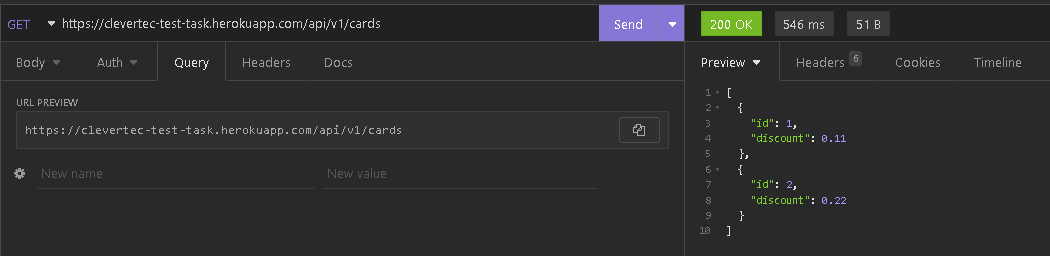 GET https://clevertec-test-task.herokuapp.com/api/v1/cards Send
200 OK 546 ms 51 B
Body Auth Query Headers Docs
URL PREVIEW
https://clevertec-test-task.herokuapp.com/api/v1/cards
New name New value
Preview Headers 6 Cookies Timeline
1 [
2 {
3 "id": 1,
4 "discount": 0.11
5 },
6 {
7 "id": 2,
8 "discount": 0.22
9 }
10 ]